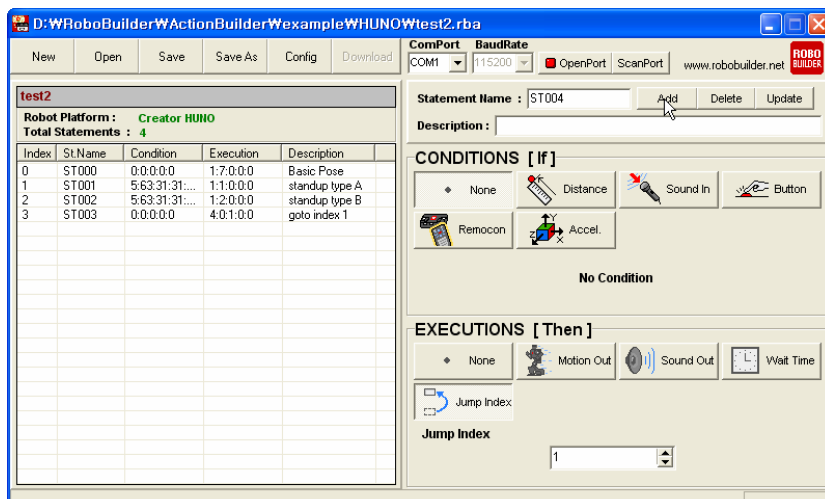 D:₩RoboBuilder₩ActionBuilder₩example₩HUNO₩test2.rba
New Open Save Save As Config Download
ComPort BaudRate
COM1 115200 OpenPort ScanPort www.robobuilder.net ROBO BUILDER
test2
Robot Platform : Creator HUNO
Total Statements : 4
Index St.Name Condition Execution Description
0 ST000 0:0:0:0:0 1:7:0:0:0 Basic Pose
1 ST001 5:63:31:31:... 1:1:0:0:0 standup type A
2 ST002 5:63:31:31:... 1:2:0:0:0 standup type B
3 ST003 0:0:0:0:0 4:0:1:0:0 goto index 1
Statement Name : ST004 Add Delete Update
Description :
CONDITIONS [ If ]
None Distance Sound In Button
Remocon Accel.
No Condition
EXECUTIONS [ Then ]
None Motion Out Sound Out Wait Time
Jump Index
Jump Index
1